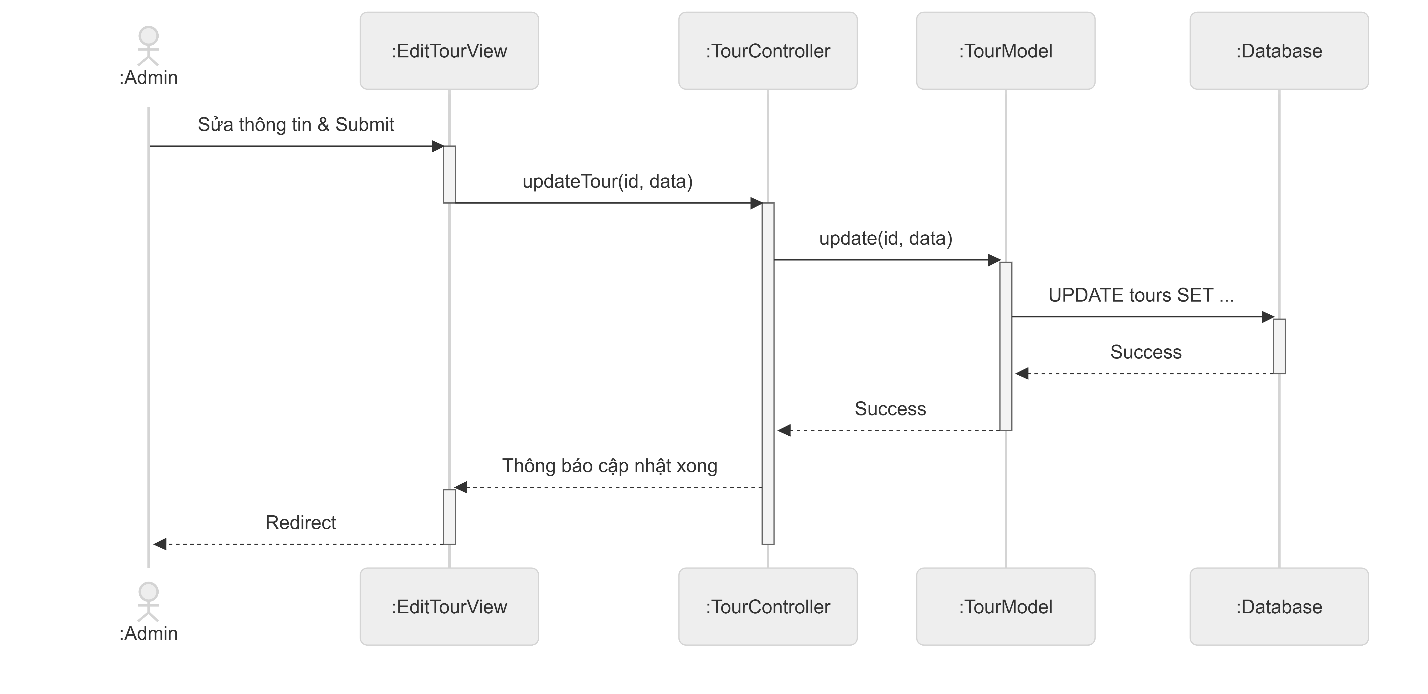 :Admin
:EditTourView
:TourController
:TourModel
:Database
Sửa thông tin & Submit
updateTour(id, data)
update(id, data)
UPDATE tours SET ...
Success
Success
Thông báo cập nhật xong
Redirect
:Admin
:EditTourView
:TourController
:TourModel
:Database